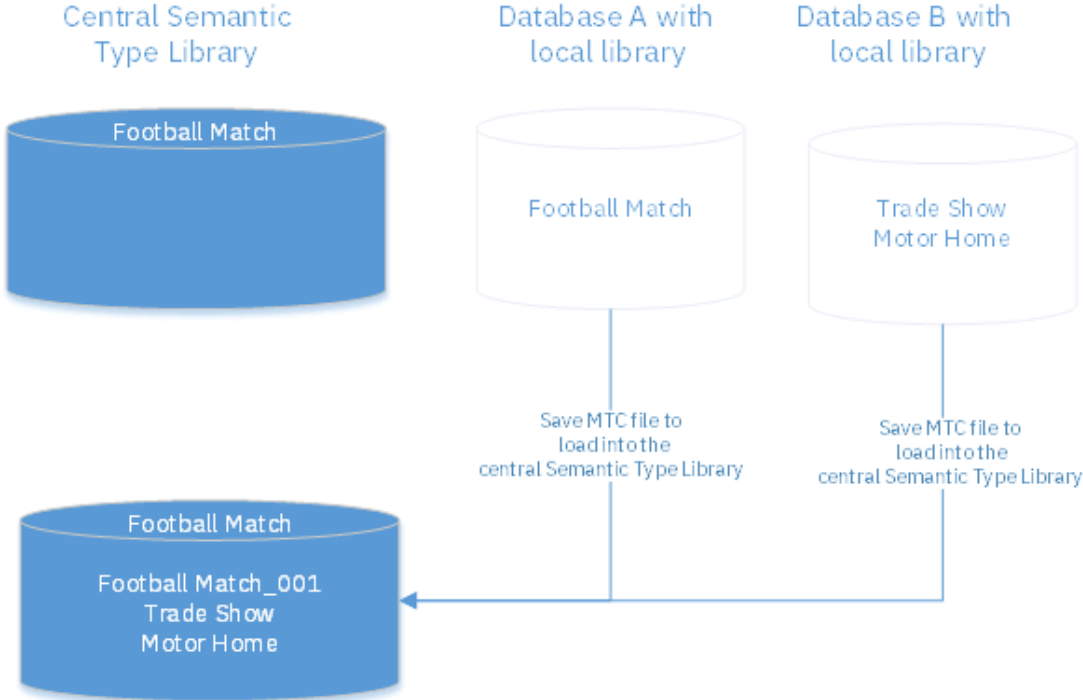 Central Semantic
Type Library
Database A with
local library
Database B with
local library
Football Match
Football Match
Trade Show
Motor Home
Save MTC file to
load into the
central Semantic Type Library
Save MTC file to
load into the
central Semantic Type Library
Football Match
Football Match_001
Trade Show
Motor Home